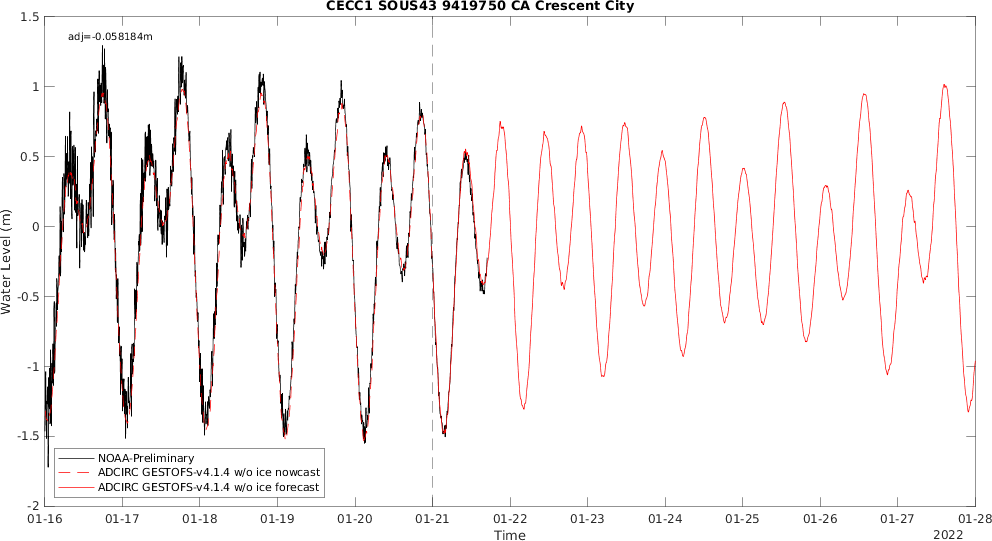 CECC1 SOUS43 9419750 CA Crescent City
adj=-0.058184m
Water Level (m)
1.5
1
0.5
0
-0.5
-1
-1.5
-2
NOAA-Preliminary
ADCIRC GESTOFS-v4.1.4 w/o ice nowcast
ADCIRC GESTOFS-v4.1.4 w/o ice forecast
01-16 01-17 01-18 01-19 01-20 01-21 01-22 01-23 01-24 01-25 01-26 01-27 01-28
Time
2022